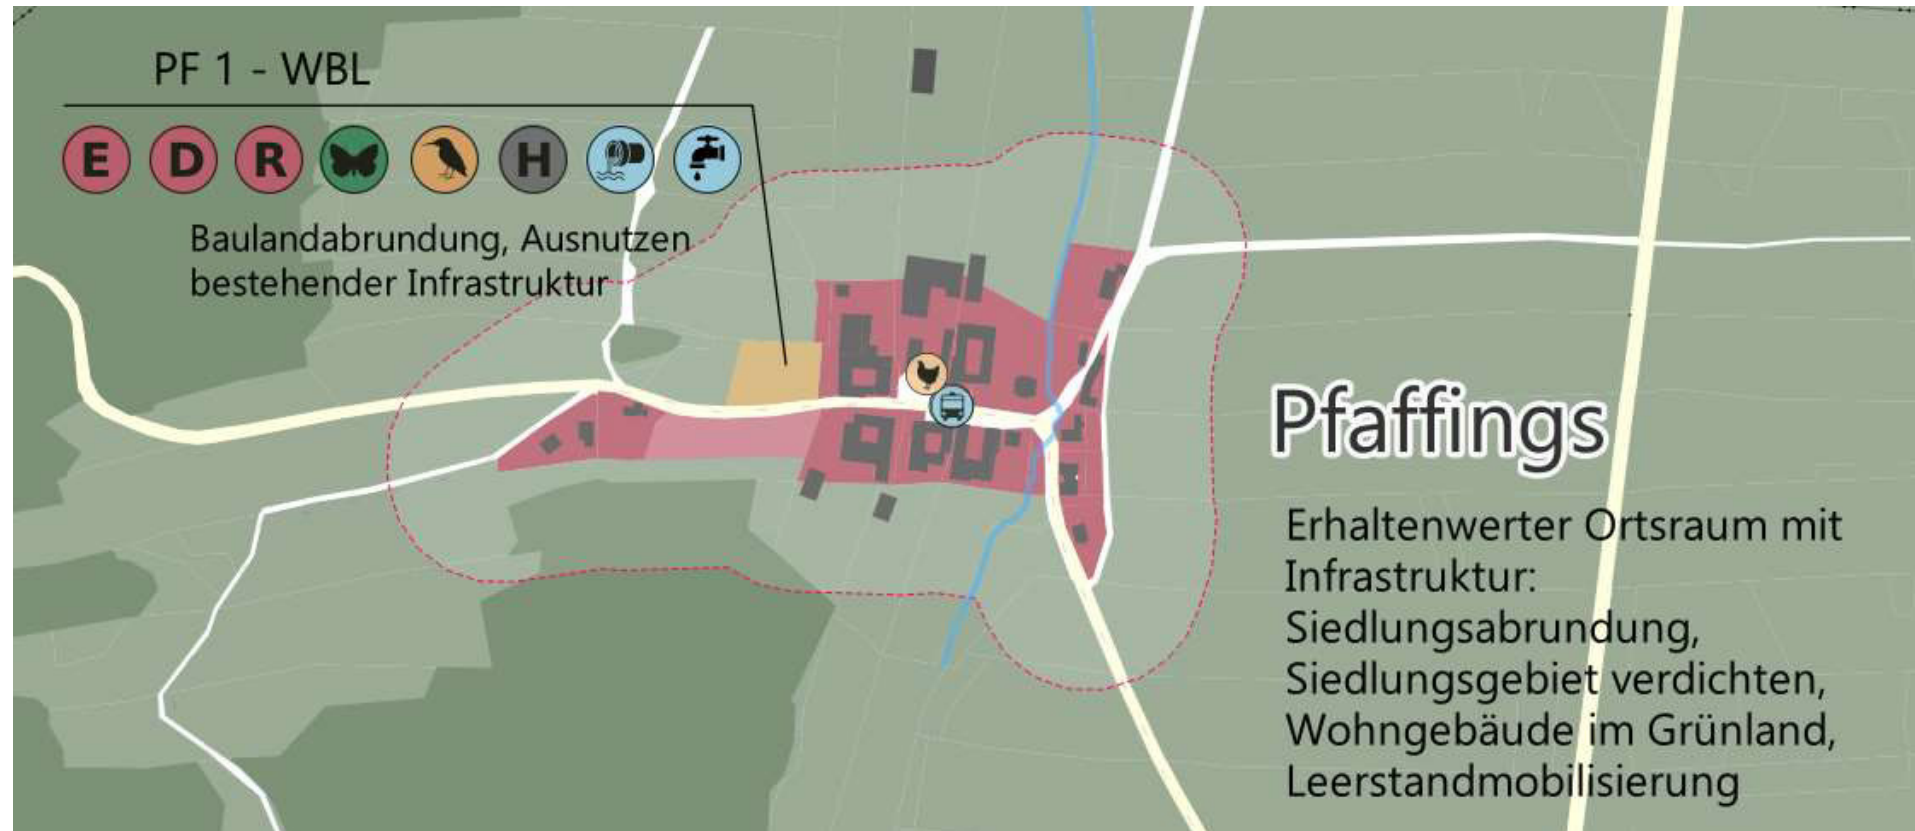 PF 1 - WBL
E D R H
Baulandabrundung, Ausnutzen
bestehender Infrastruktur
Pfaffings
Erhaltenwerter Ortsraum mit
Infrastruktur:
Siedlungsabrundung,
Siedlungsgebiet verdichten,
Wohngebäude im Grünland,
Leerstandmobilisierung